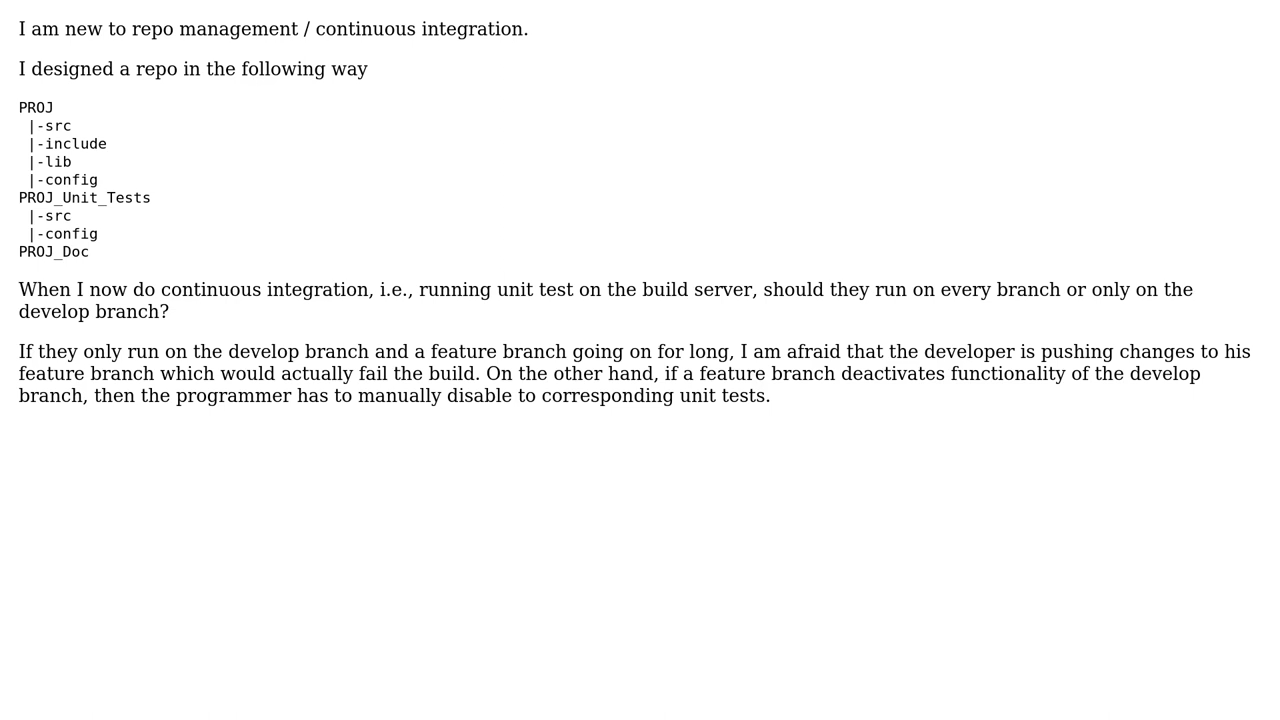 I am new to repo management / continuous integration.
I designed a repo in the following way
PROJ
 |-src
 |-include
 |-lib
 |-config
PROJ_Unit_Tests
 |-src
 |-config
PROJ_Doc
When I now do continuous integration, i.e., running unit test on the build server, should they run on every branch or only on the
develop branch?
If they only run on the develop branch and a feature branch going on for long, I am afraid that the developer is pushing changes to his
feature branch which would actually fail the build. On the other hand, if a feature branch deactivates functionality of the develop
branch, then the programmer has to manually disable to corresponding unit tests.